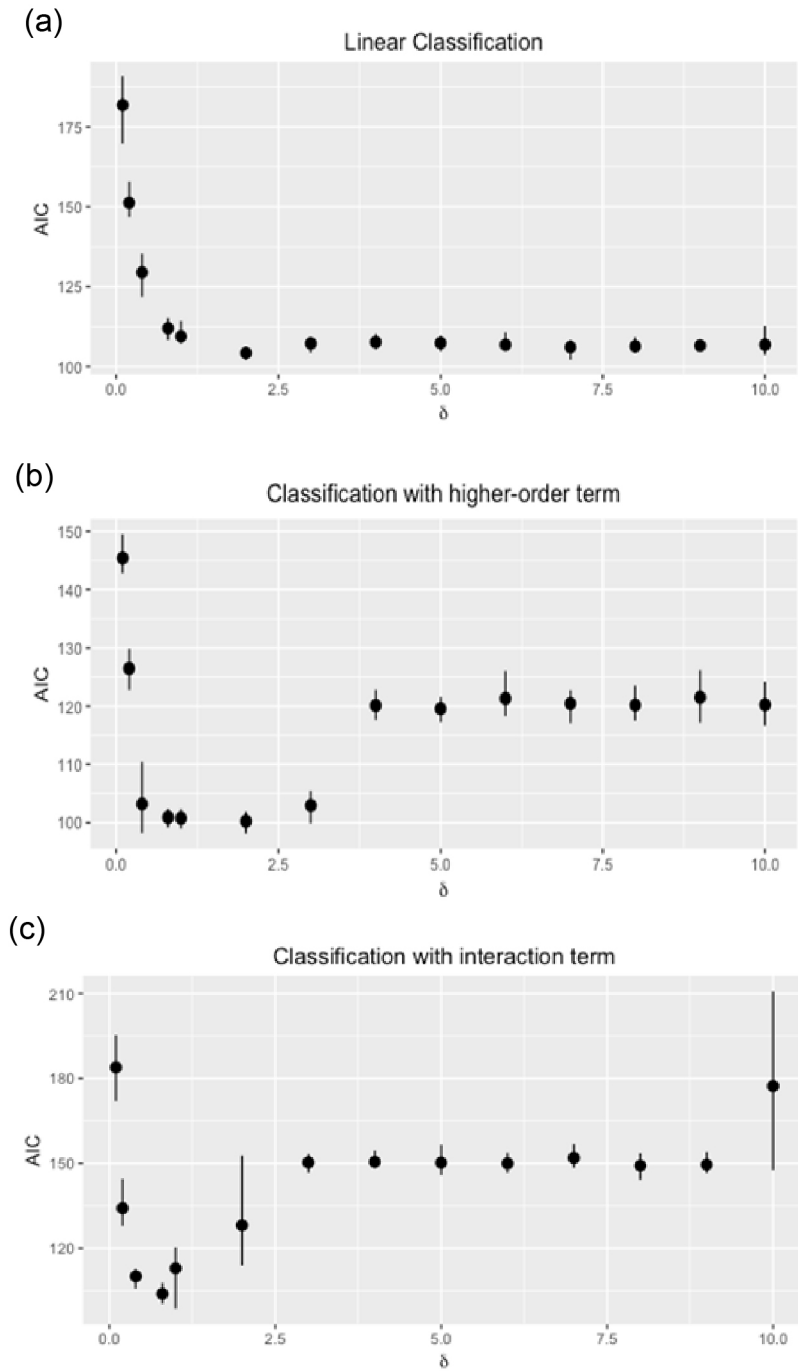 (a)
Linear Classification
175
150
125
100
AIC
0.0 2.5 5.0 7.5 10.0
δ
(b)
Classification with higher-order term
150
140
130
120
110
100
AIC
0.0 2.5 5.0 7.5 10.0
δ
(c)
Classification with interaction term
210
180
150
120
AIC
0.0 2.5 5.0 7.5 10.0
δ